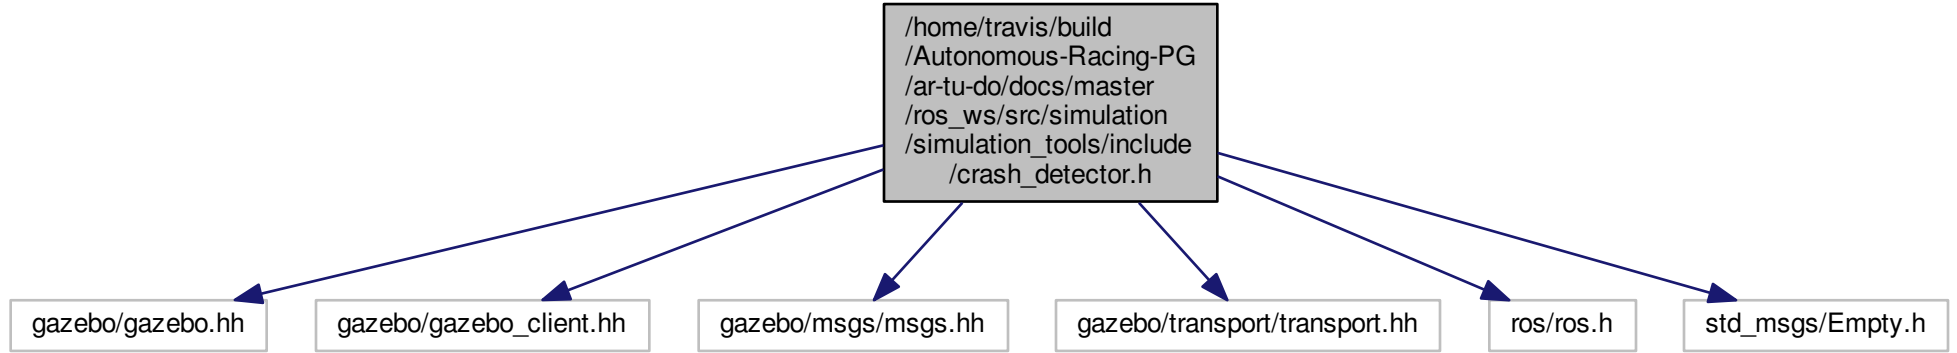 /home/travis/build
/Autonomous-Racing-PG
/ar-tu-do/docs/master
/ros_ws/src/simulation
/simulation_tools/include
/crash_detector.h
gazebo/gazebo.hh
gazebo/gazebo_client.hh
gazebo/msgs/msgs.hh
gazebo/transport/transport.hh
ros/ros.h
std_msgs/Empty.h